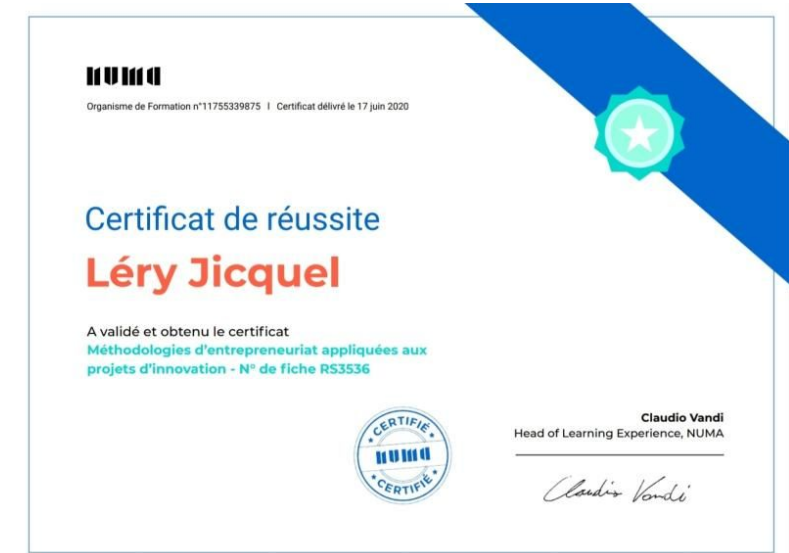 NUMA
Organisme de Formation n°11755339875 I Certificat délivré le 17 juin 2020
Certificat de réussite
Léry Jicquel
A validé et obtenu le certificat
Méthodologies d'entrepreneuriat appliquées aux
projets d'innovation - N° de fiche RS3536
Claudio Vandi
Head of Learning Experience, NUMA
CERTIFIÉ
NUMA
CERTIFIÉ
Claudio Vandi